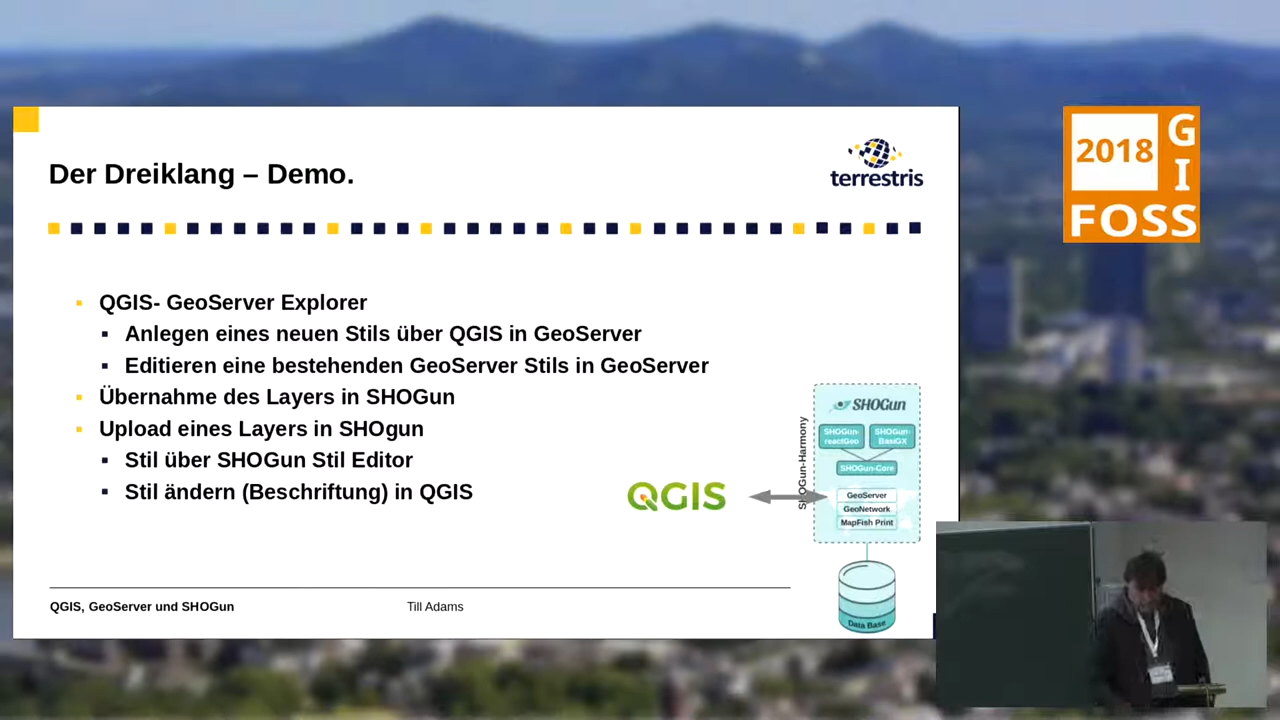 Der Dreiklang – Demo.
terrestris
2018
G
I
FOSS
QGIS- GeoServer Explorer
Anlegen eines neuen Stils über QGIS in GeoServer
Editieren eine bestehenden GeoServer Stils in GeoServer
Übernahme des Layers in SHOGun
Upload eines Layers in SHOgun
Stil über SHOGun Stil Editor
Stil ändern (Beschriftung) in QGIS
QGIS
SHOGun-Harmony
SHOGun
SHOGun-
reactGeo
SHOGun-
BasiGX
SHOGun-Core
GeoServer
GeoNetwork
MapFish Print
Data Base
QGIS, GeoServer und SHOGun
Till Adams